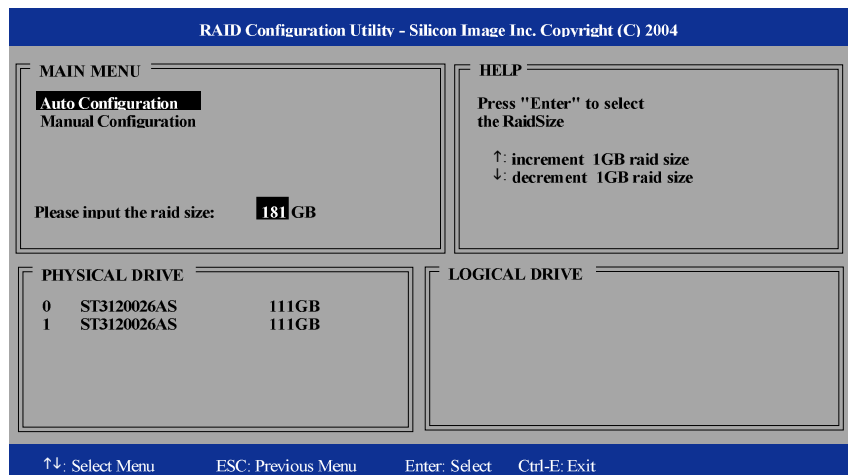 RAID Configuration Utility - Silicon Image Inc. Copyright (C) 2004
MAIN MENU
Auto Configuration
Manual Configuration
Please input the raid size: 181 GB
HELP
Press "Enter" to select
the RaidSize
↑: increment 1GB raid size
↓: decrement 1GB raid size
PHYSICAL DRIVE
0 ST3120026AS 111GB
1 ST3120026AS 111GB
LOGICAL DRIVE
↑↓: Select Menu ESC: Previous Menu Enter: Select Ctrl-E: Exit